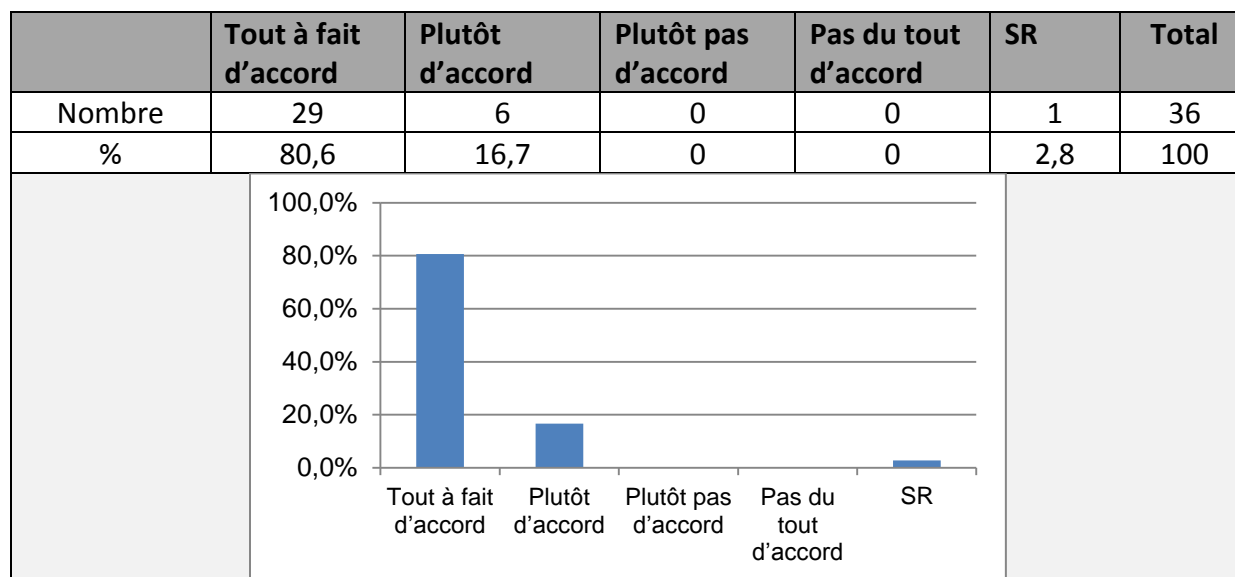 Tout à fait Plutôt Plutôt pas Pas du tout SR Total
d’accord d’accord d’accord d’accord
Nombre 29 6 0 0 1 36
% 80,6 16,7 0 0 2,8 100
100,0%
80,0%
60,0%
40,0%
20,0%
0,0%
Tout à fait Plutôt Plutôt pas Pas du SR
d’accord d’accord d’accord tout
d’accord